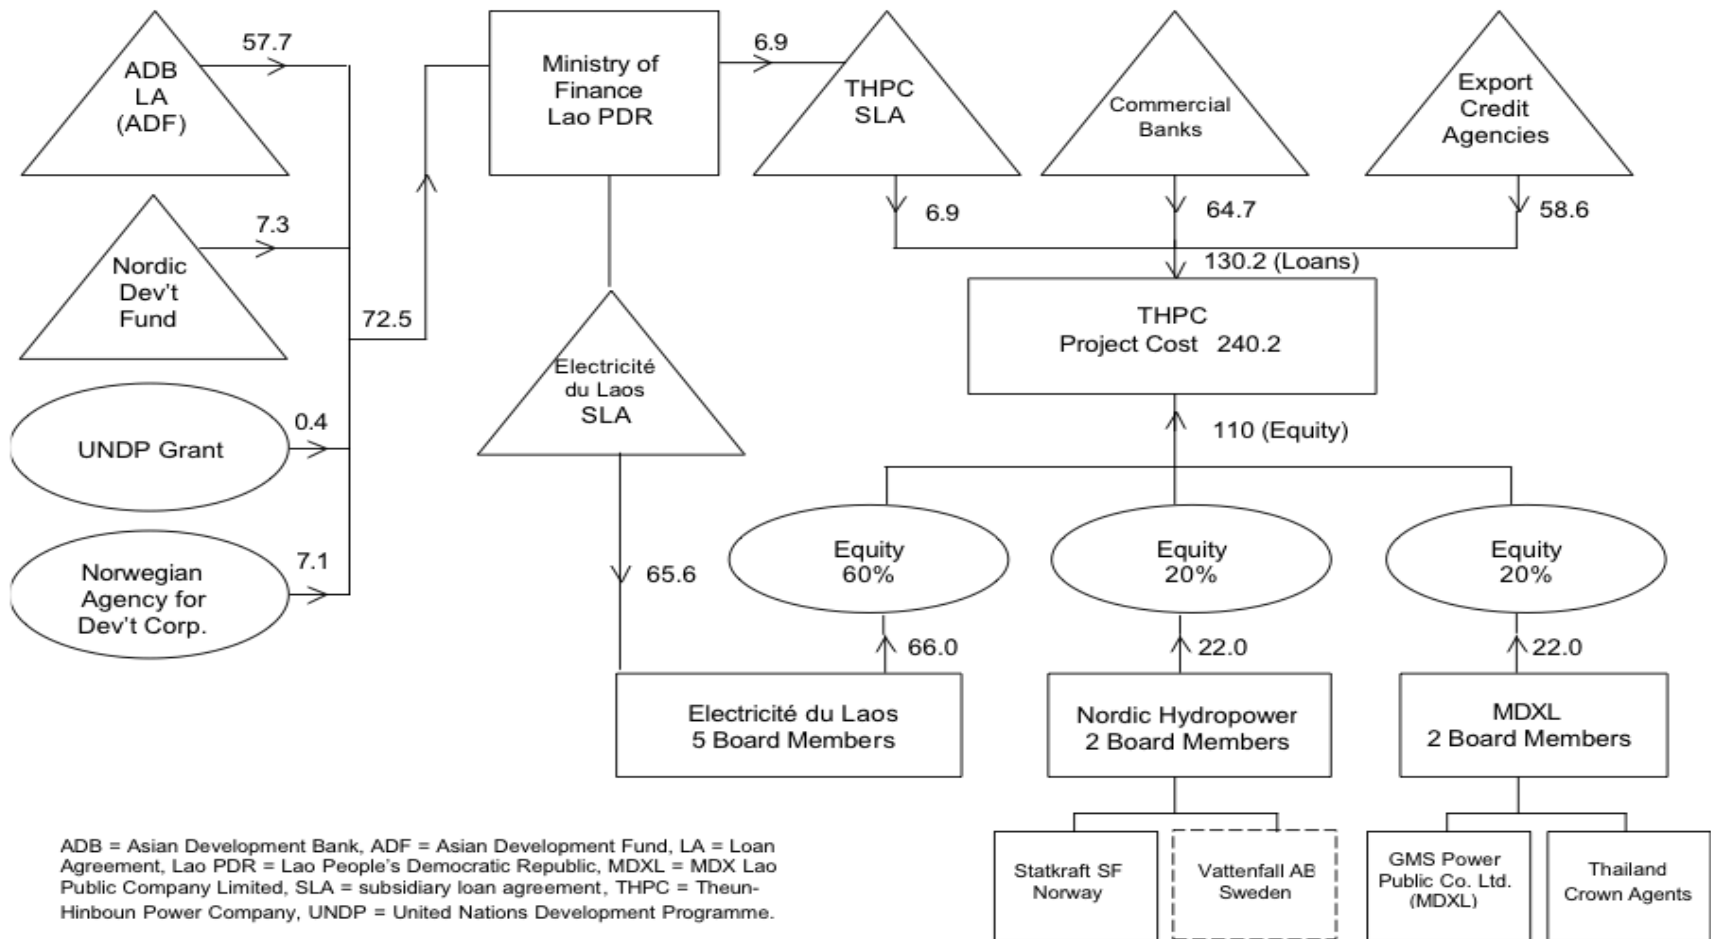 57.7
ADB
LA
(ADF)
7.3
Nordic
Dev't
Fund
72.5
0.4
UNDP Grant
7.1
Norwegian
Agency for
Dev't Corp.
Ministry of
Finance
Lao PDR
6.9
THPC
SLA
Commercial
Banks
Export
Credit
Agencies
6.9
64.7
58.6
130.2 (Loans)
THPC
Project Cost 240.2
110 (Equity)
Electricité
du Laos
SLA
65.6
Equity
60%
Equity
20%
Equity
20%
66.0
22.0
22.0
Electricité du Laos
5 Board Members
Nordic Hydropower
2 Board Members
MDXL
2 Board Members
Statkraft SF
Norway
Vattenfall AB
Sweden
GMS Power
Public Co. Ltd.
(MDXL)
Thailand
Crown Agents
ADB = Asian Development Bank, ADF = Asian Development Fund, LA = Loan
Agreement, Lao PDR = Lao People's Democratic Republic, MDXL = MDX Lao
Public Company Limited, SLA = subsidiary loan agreement, THPC = Theun-
Hinboun Power Company, UNDP = United Nations Development Programme.